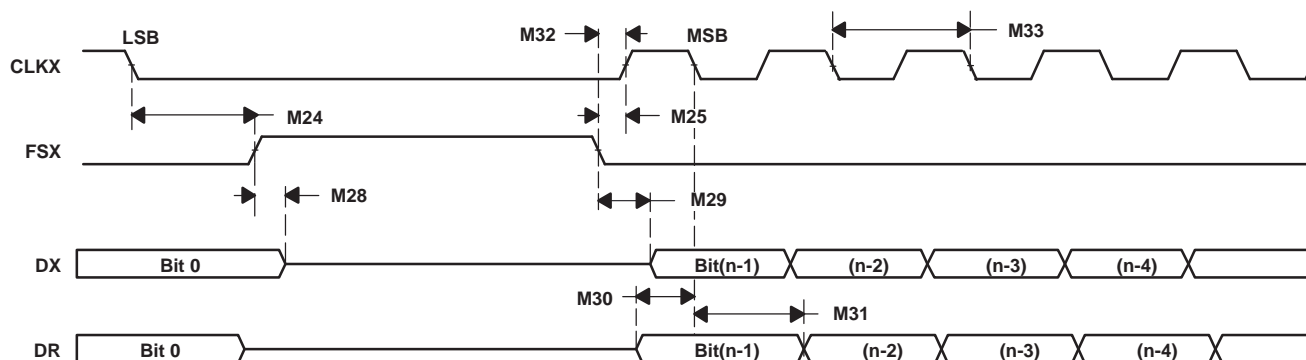 LSB
M32
MSB
M33
CLKX
M24
M25
FSX
M28
M29
DX
Bit 0
Bit(n-1)
(n-2)
(n-3)
(n-4)
M30
M31
DR
Bit 0
Bit(n-1)
(n-2)
(n-3)
(n-4)